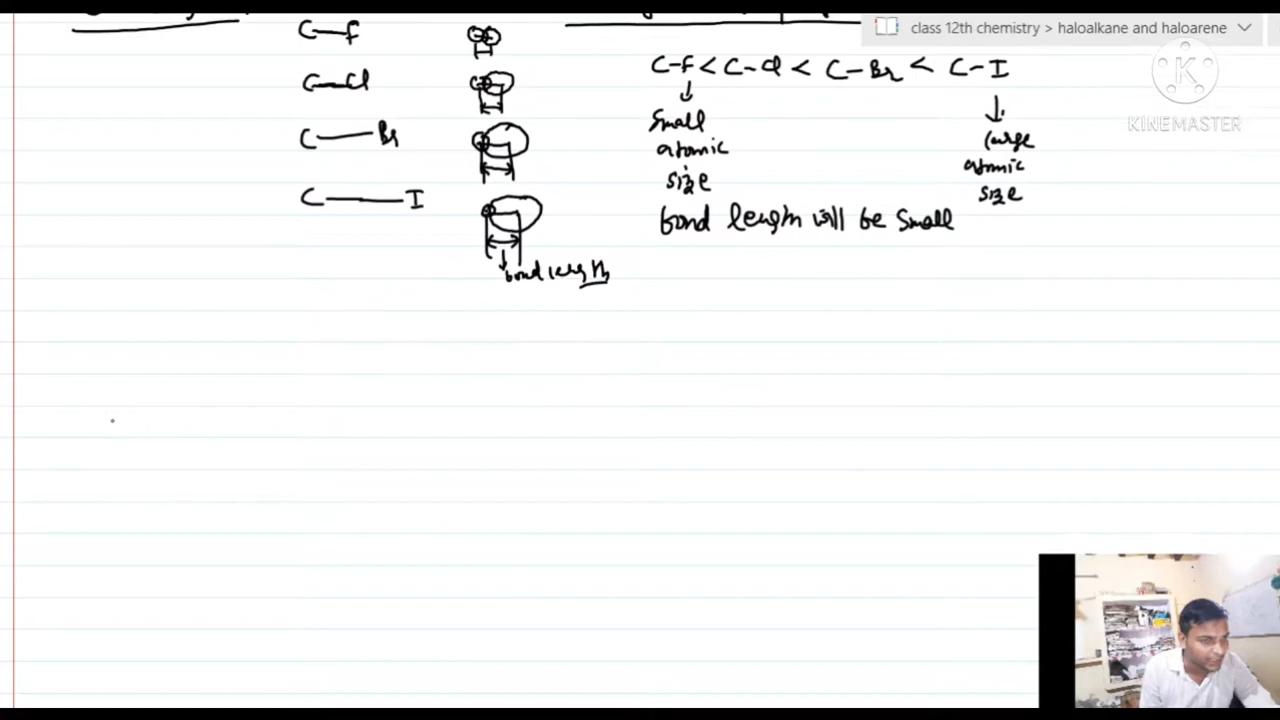 class 12th chemistry > haloalkane and haloarene
KINEMASTER
C-F
C-Cl
C-Br
C-I
bond length
C-F < C-Cl < C-Br < C-I
Small
atomic
size
large
atomic
size
bond length will be small